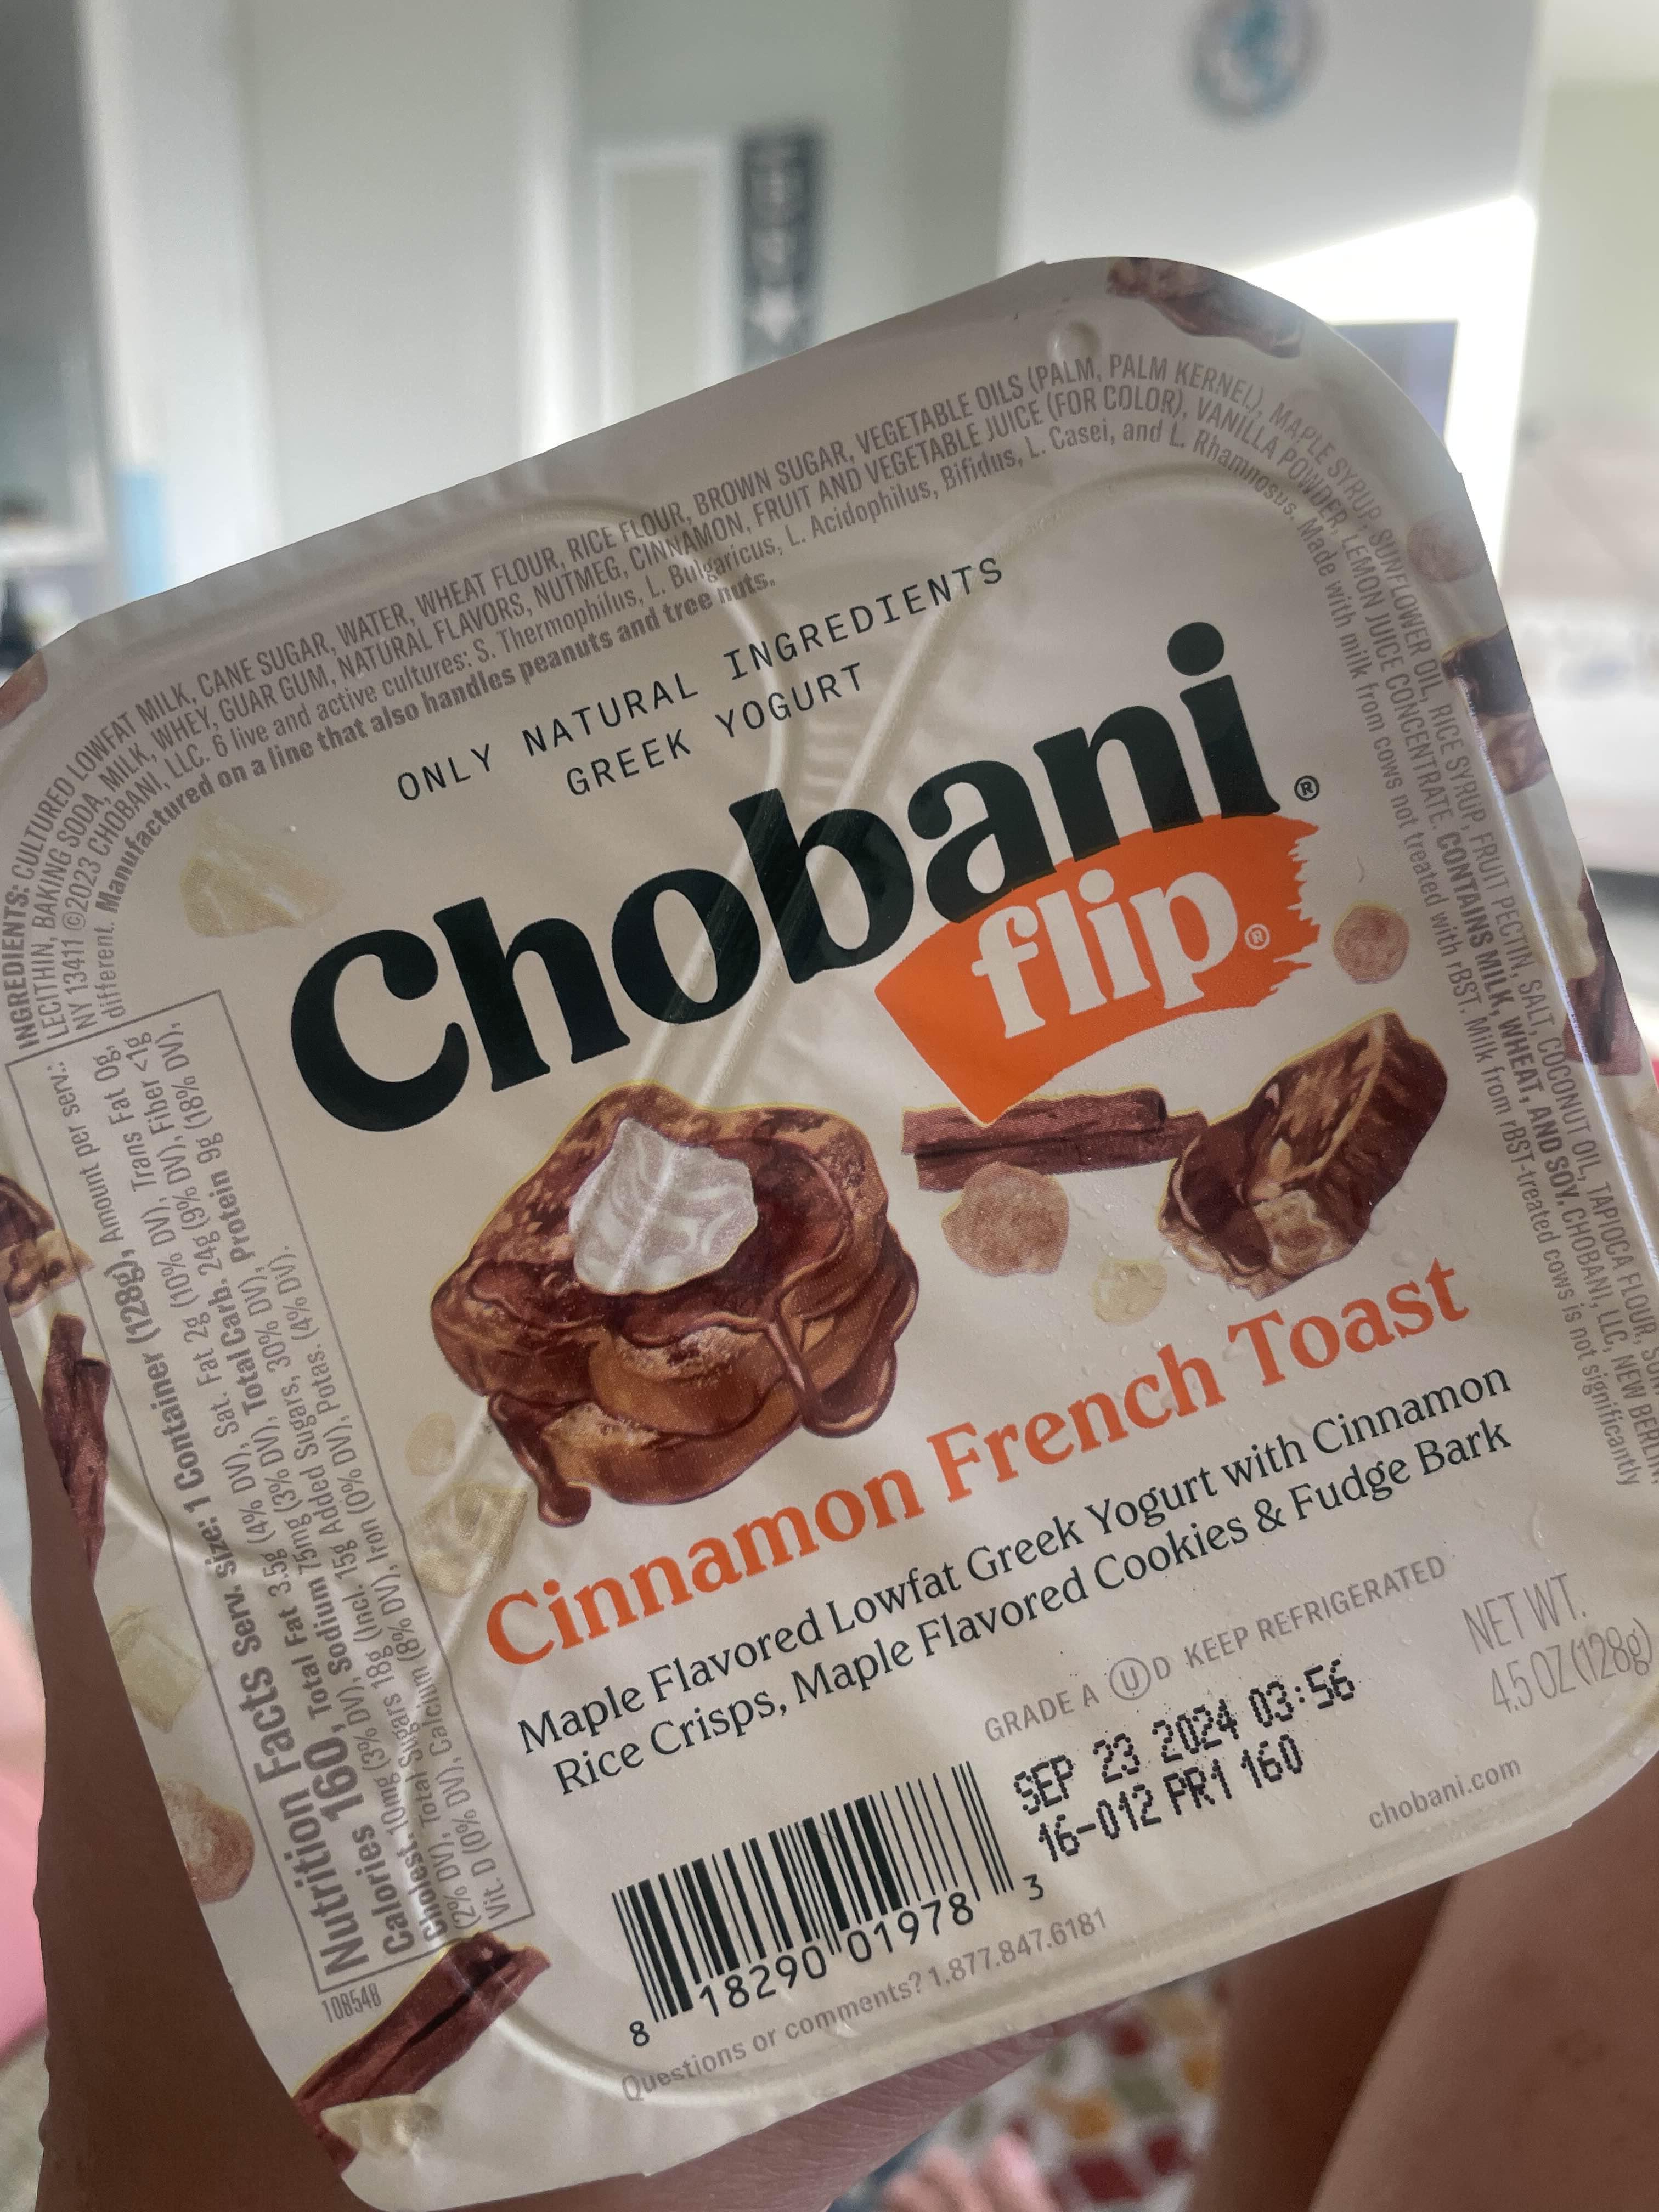 INGREDIENTS: CULTURED LOWFAT MILK, CANE SUGAR, WATER, WHEAT FLOUR, RICE FLOUR, BROWN SUGAR, VEGETABLE OILS (PALM, PALM KERNEL), MAPLE SYRUP, SUNFLOWER OIL, RICE SYRUP, FRUIT PECTIN, SALT, COCONUT OIL, TAPIOCA FLOUR,
LECITHIN, BAKING SODA, MILK, WHEY, GUAR GUM, NATURAL FLAVORS, NUTMEG, CINNAMON, FRUIT AND VEGETABLE JUICE (FOR COLOR), VANILLA POWDER, LEMON JUICE CONCENTRATE. CONTAINS MILK, WHEAT, AND SOY. CHOBANI, LLC, NEW BERLIN,
NY 13411 ©2023 CHOBANI, LLC. 6 live and active cultures: S. Thermophilus, L. Bulgaricus, L. Acidophilus, Bifidus, L. Casei, and L. Rhamnosus. Made with milk from cows not treated with rBST. Milk from rBST-treated cows is not significantly
different. Manufactured on a line that also handles peanuts and tree nuts.
ONLY NATURAL INGREDIENTS
GREEK YOGURT
Chobani®
flip®
Cinnamon French Toast
Maple Flavored Lowfat Greek Yogurt with Cinnamon
Rice Crisps, Maple Flavored Cookies & Fudge Bark
GRADE A Ⓤ D KEEP REFRIGERATED
NET WT.
4.5 OZ (128g)
SEP 23 2024 03:56
16-012 PR1 160
chobani.com
8 18290 01978 3
Questions or comments? 1.877.847.6181
Nutrition Facts Serv. size: 1 Container (128g), Amount per serv.:
Calories 160, Total Fat 3.5g (4% DV), Sat. Fat 2g (10% DV), Trans Fat 0g,
Cholest. 10mg (3% DV), Sodium 75mg (3% DV), Total Carb. 24g (9% DV), Fiber <1g
(2% DV), Total Sugars 18g (Incl. 15g Added Sugars, 30% DV), Protein 9g (18% DV),
Vit. D (0% DV), Calcium (8% DV), Iron (0% DV), Potas. (4% DV).
108548